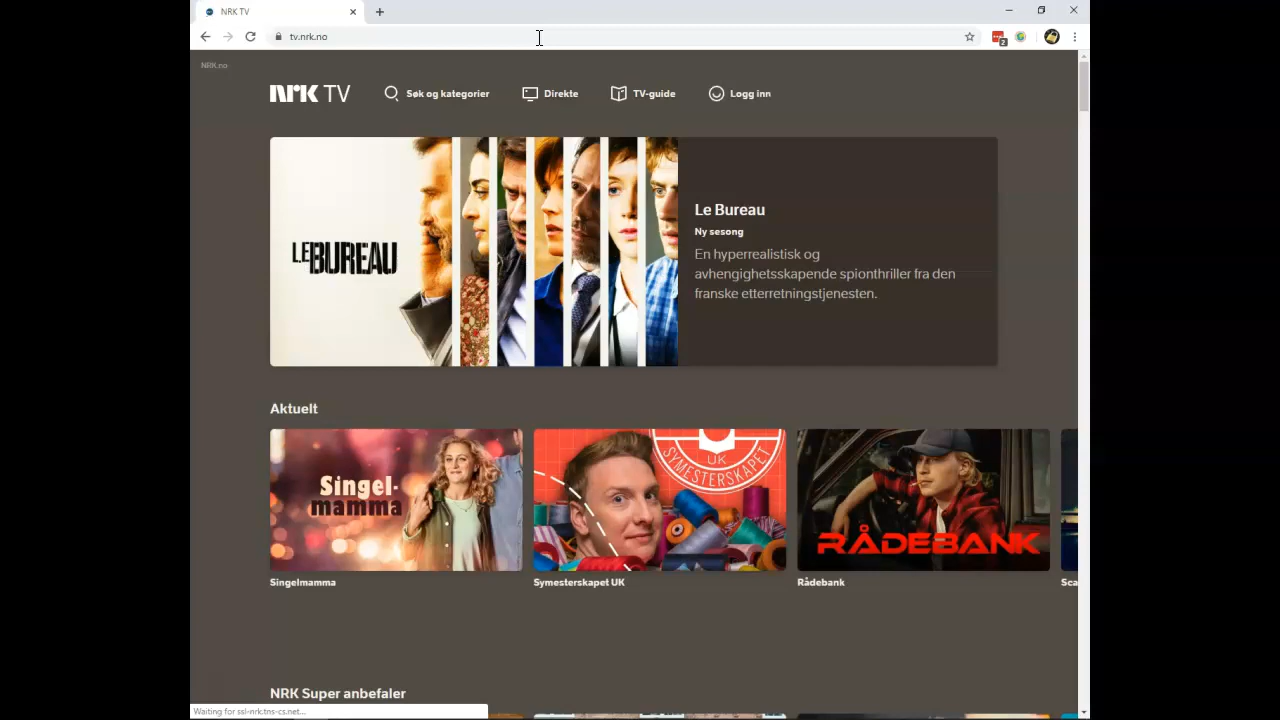 NRK TV
tv.nrk.no
2
NRK.no
NRK TV
Søk og kategorier
Direkte
TV-guide
Logg inn
LE BUREAU
Le Bureau
Ny sesong
En hyperrealistisk og
avhengighetsskapende spionthriller fra den
franske etterretningstjenesten.
Aktuelt
Singel-
mamma
UK
SYMESTERSKAPET
RÅDEBANK
Singelmamma
Symesterskapet UK
Rådebank
Sca
NRK Super anbefaler
Waiting for ssl-nrk.tns-cs.net...